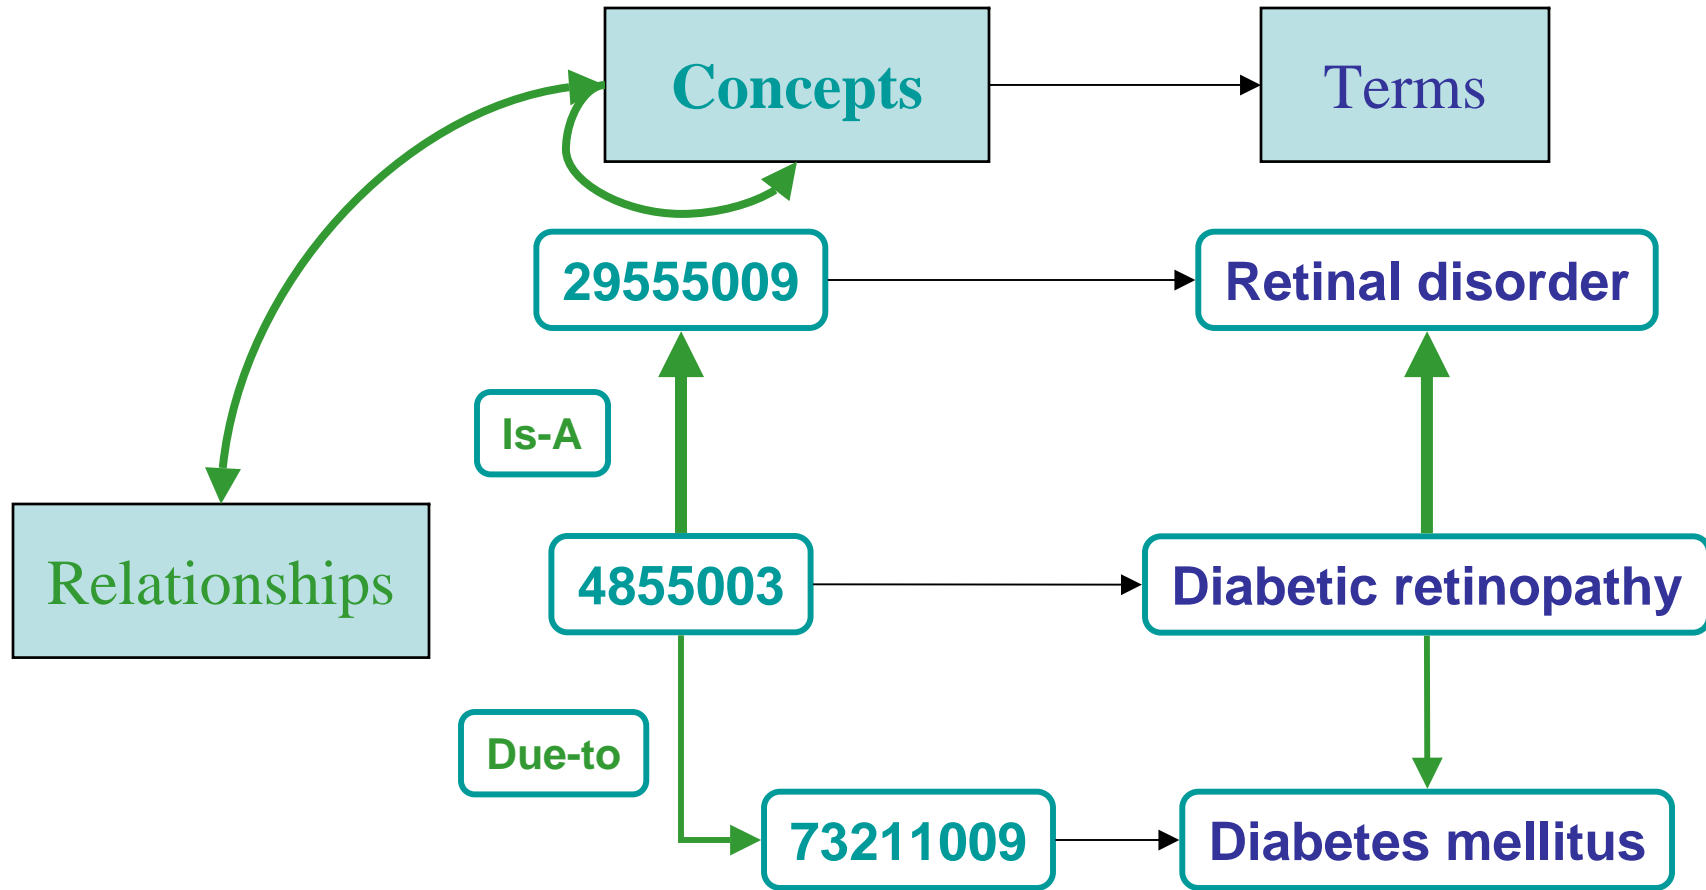 Concepts
Terms
29555009
Retinal disorder
Is-A
Relationships
4855003
Diabetic retinopathy
Due-to
73211009
Diabetes mellitus